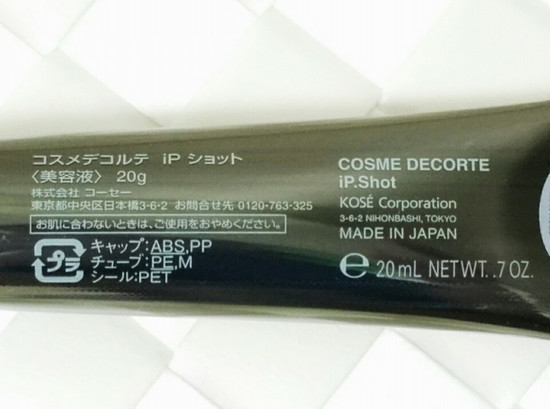 コスメデコルテ iP ショット
〈美容液〉 20g
株式会社 コーセー
東京都中央区日本橋3-6-2 お問合せ先 0120-763-325
お肌に合わないときは、ご使用をおやめください。
プラ
キャップ:ABS,PP
チューブ:PE,M
シール:PET
COSME DECORTE
iP.Shot
KOSÉ Corporation
3-6-2 NIHONBASHI, TOKYO
MADE IN JAPAN
℮ 20 mL NETWT. .7 OZ.